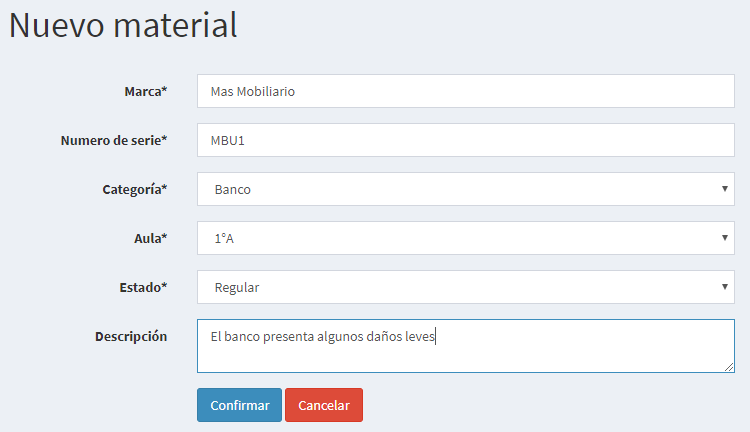 Nuevo material
Marca* Mas Mobiliario
Numero de serie* MBU1
Categoría* Banco
Aula* 1°A
Estado* Regular
Descripción El banco presenta algunos daños leves
Confirmar Cancelar